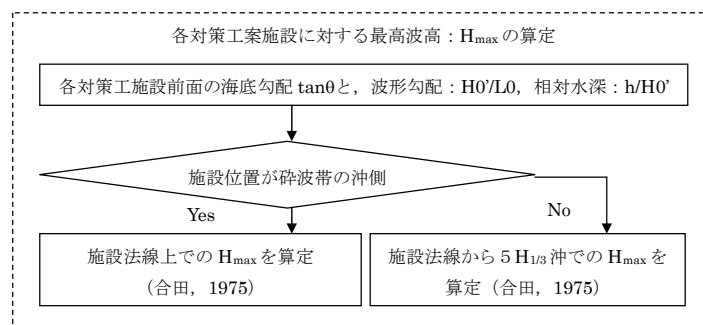 各対策工案施設に対する最高波高：Hmaxの算定
各対策工施設前面の海底勾配 tanθと，波形勾配：H0’/L0，相対水深：h/H0’
施設位置が砕波帯の沖側
Yes
No
施設法線上での Hmaxを算定
（合田，1975）
施設法線から５H1/3沖での Hmaxを
算定（合田，1975）